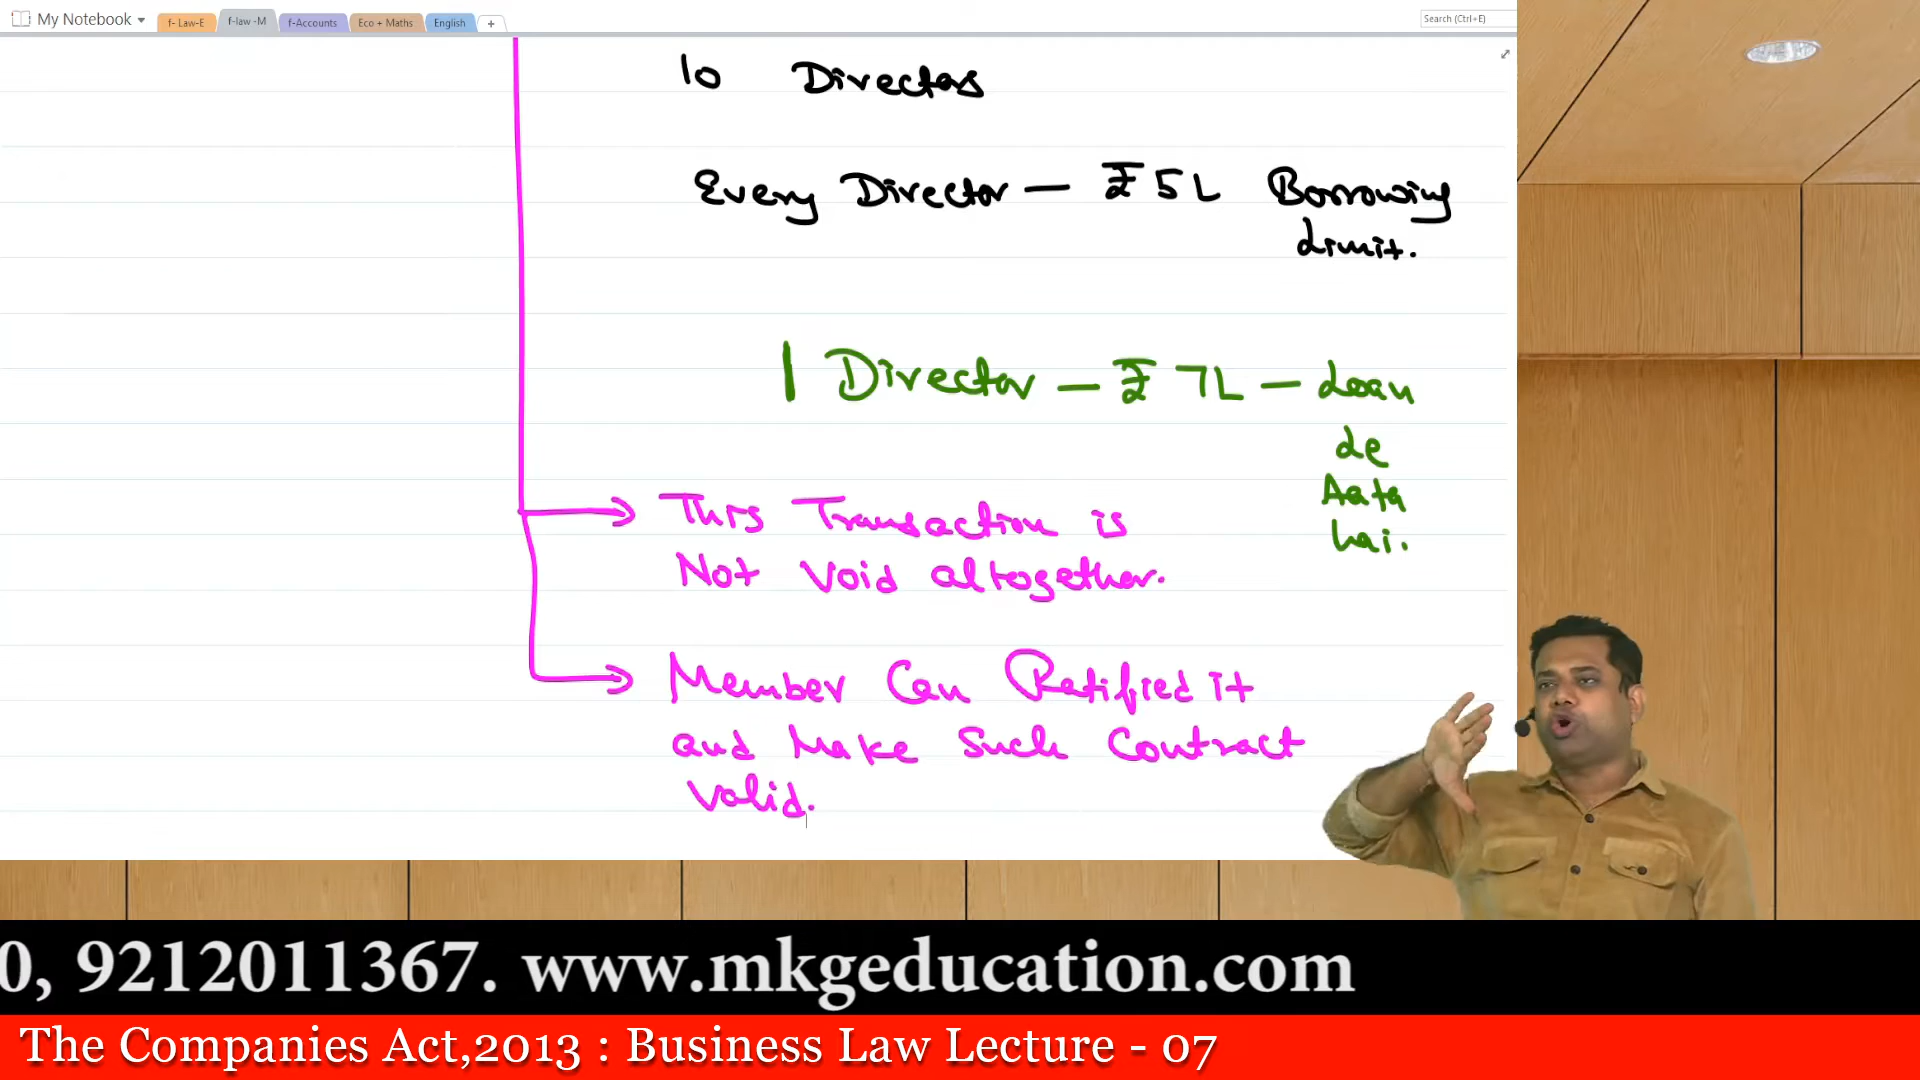 My Notebook
f- Law-E
f-law -M
f-Accounts
Eco + Maths
English
+
Search (Ctrl+E)
10 Directors
Every Director — ₹ 5 L Borrowing
Limit.
1 Director — ₹ 7L — Loan
de
Aata
hai.
This Transaction is
Not Void altogether.
Member Can Ratified it
and Make Such Contract
Valid.
0, 9212011367. www.mkgeducation.com
The Companies Act,2013 : Business Law Lecture - 07